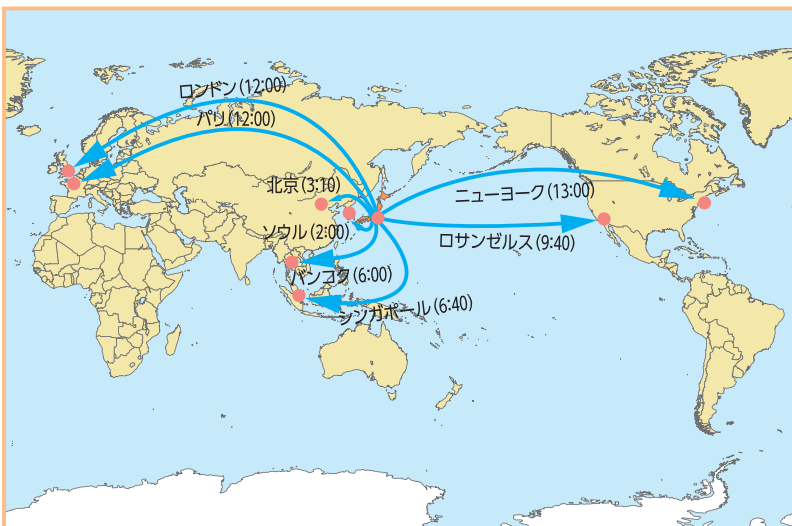 ロンドン(12:00)
パリ(12:00)
北京(3:10)
ニューヨーク(13:00)
ソウル(2:00)
ロサンゼルス(9:40)
バンコク(6:00)
シンガポール(6:40)